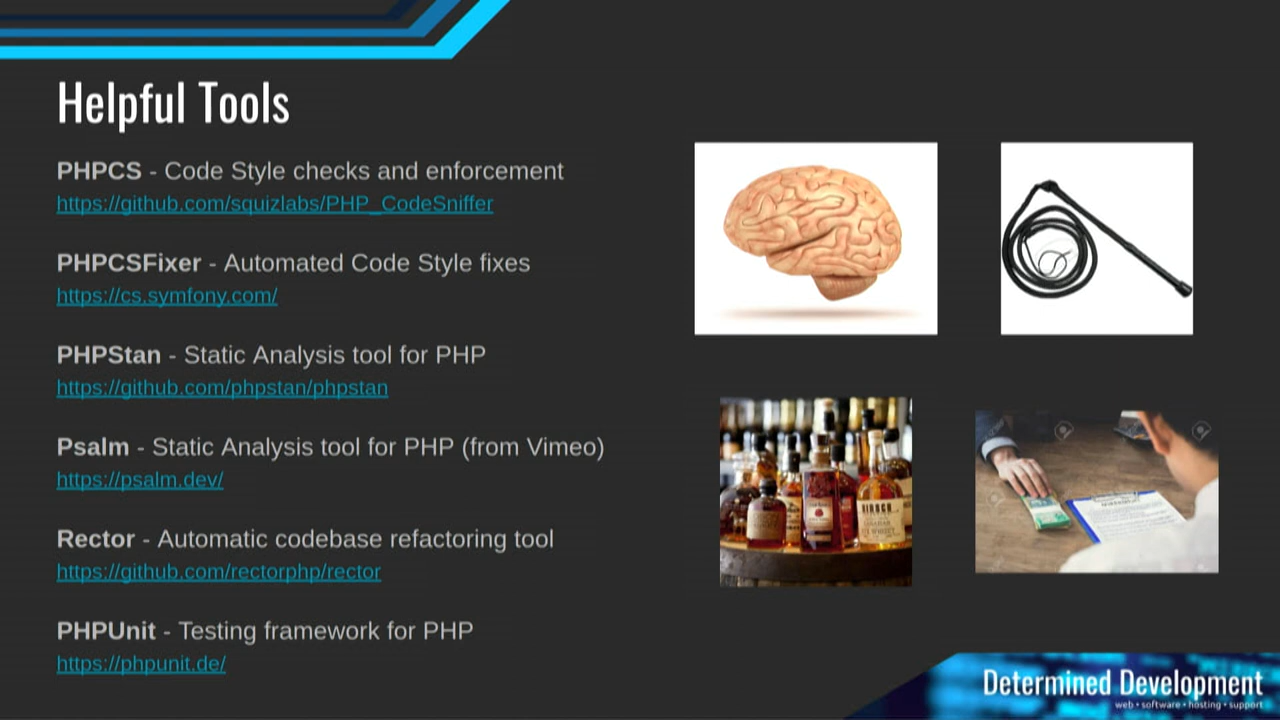 Helpful Tools
PHPCS - Code Style checks and enforcement
https://github.com/squizlabs/PHP_CodeSniffer
PHPCSFixer - Automated Code Style fixes
https://cs.symfony.com/
PHPStan - Static Analysis tool for PHP
https://github.com/phpstan/phpstan
Psalm - Static Analysis tool for PHP (from Vimeo)
https://psalm.dev/
Rector - Automatic codebase refactoring tool
https://github.com/rectorphp/rector
PHPUnit - Testing framework for PHP
https://phpunit.de/
HIRSCH
Determined Development
web • software • hosting • support